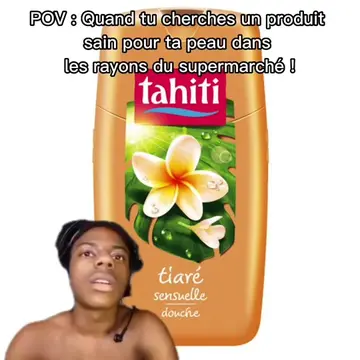 POV : Quand tu cherches un produit
sain pour ta peau dans
les rayons du supermarché !
tahiti
tiaré
sensuelle
douche